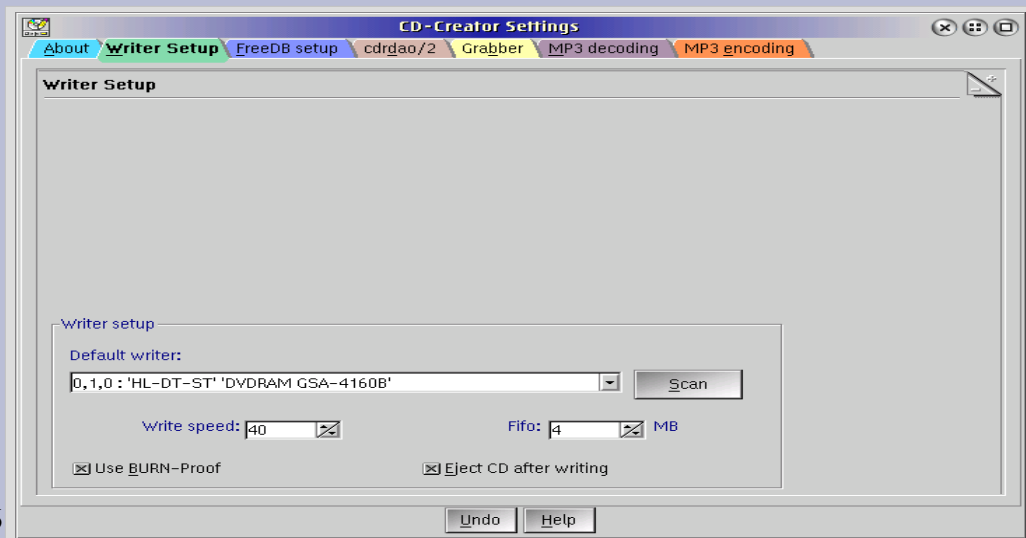 CD-Creator Settings
About Writer Setup FreeDB setup cdrdao/2 Grabber MP3 decoding MP3 encoding
Writer Setup
Writer setup
Default writer:
0,1,0 : 'HL-DT-ST' 'DVDRAM GSA-4160B'
Scan
Write speed: 40 Fifo: 4 MB
Use BURN-Proof Eject CD after writing
Undo Help